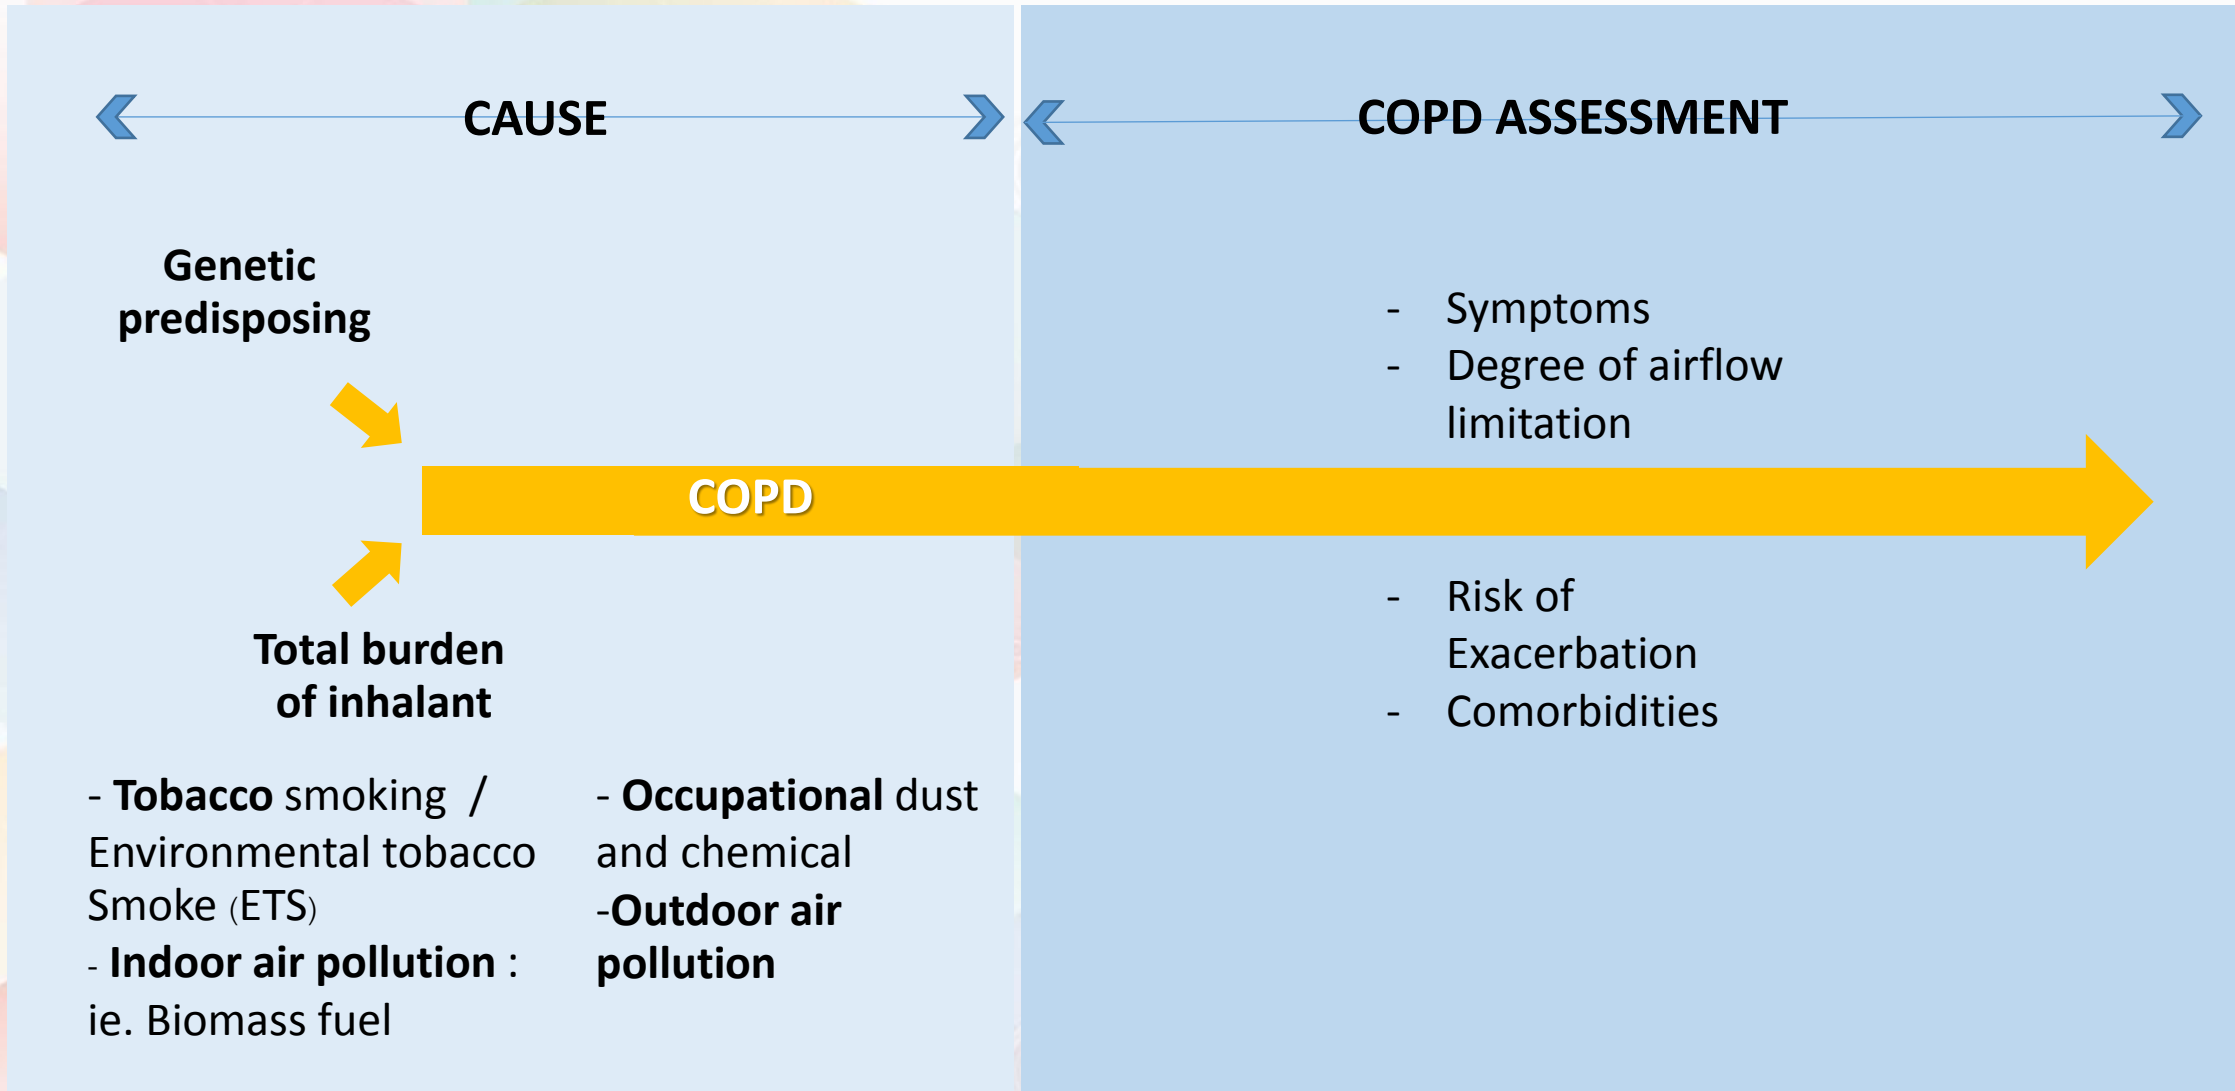 CAUSE
Genetic
predisposing
COPD
Total burden
of inhalant
- Tobacco smoking /
Environmental tobacco
Smoke (ETS)
- Indoor air pollution :
ie. Biomass fuel
- Occupational dust
and chemical
-Outdoor air
pollution
COPD ASSESSMENT
- Symptoms
- Degree of airflow
limitation
- Risk of
Exacerbation
- Comorbidities